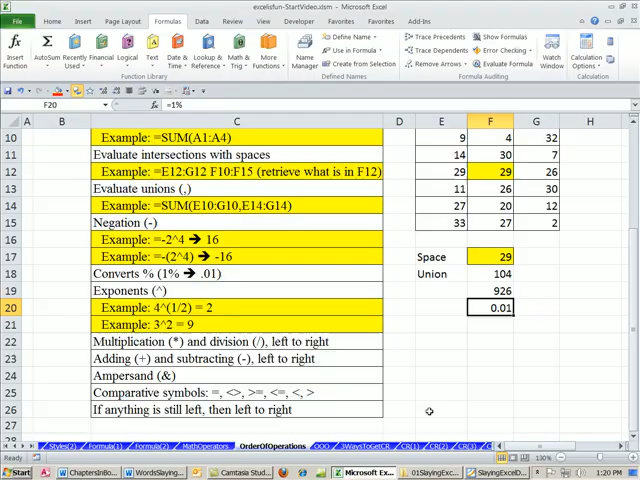 excelisfun-StartVideo.xlsm - Microsoft Excel
File Home Insert Page Layout Formulas Data Review View Developer Add-Ins
Insert Function
AutoSum
Recently Used
Financial
Logical
Text
Date & Time
Lookup & Reference
Math & Trig
More Functions
Function Library
Name Manager
Define Name
Use in Formula
Create from Selection
Defined Names
Trace Precedents
Trace Dependents
Remove Arrows
Show Formulas
Error Checking
Evaluate Formula
Formula Auditing
Watch Window
Calculation Options
Calculation
F20 =1%
A B C D E F G H
10 Example: =SUM(A1:A4) 9 4 32
11 Evaluate intersections with spaces 14 30 7
12 Example: =E12:G12 F10:F15 (retrieve what is in F12) 29 29 26
13 Evaluate unions (,) 11 26 30
14 Example: =SUM(E10:G10,E14:G14) 39 20 12
15 Negation (-) 33 27 2
16 Example: =-2^4 ➔ 16
17 Example: =-(2^4) ➔ -16 Space 29
18 Converts % (1% ➔ .01) Union 104
19 Exponents (^) 926
20 Example: 4^(1/2) = 2 0.01
21 Example: 3^2 = 9
22 Multiplication (*) and division (/), left to right
23 Adding (+) and subtracting (-), left to right
24 Ampersand (&)
25 Comparative symbols: =, <>, >=, <=, <, >
26 If anything is still left, then left to right
27
28
Styles(2) Formula(1) Formula(2) MathOperators OrderOfOperations OOO 3WaysToGetCR CR(1) CR(2) CR(3)
Ready 130%
Start ChaptersInBo... WordsSlaying... Camtasia Stud... Microsoft Ex... 01SlayingExc... SlayingExcelD... 1:20 PM